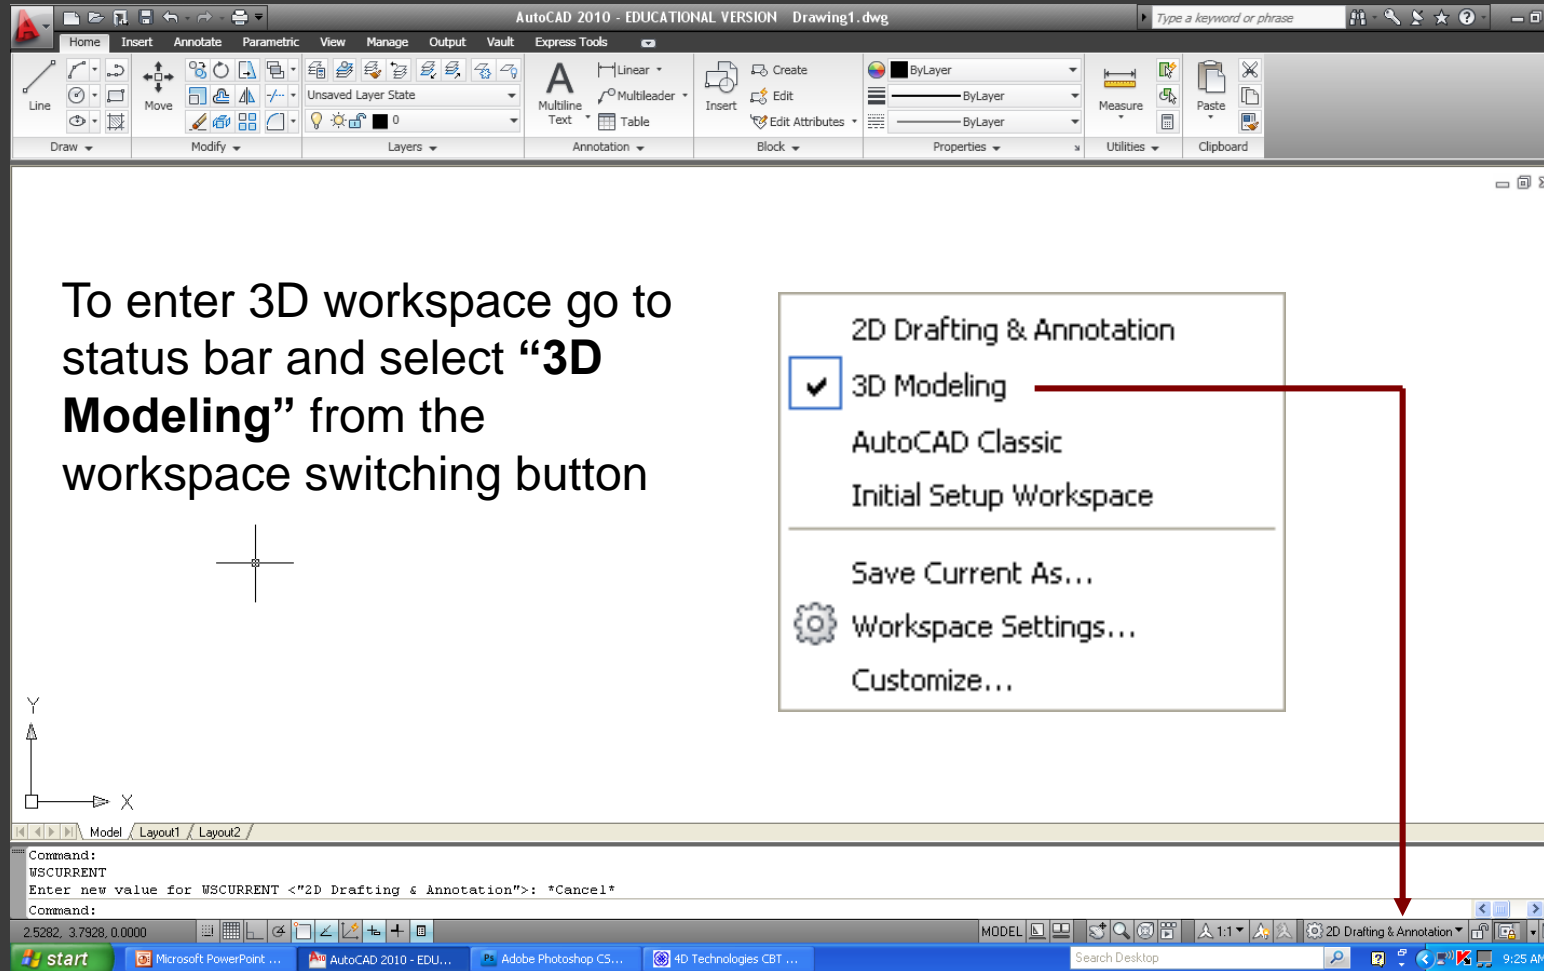 AutoCAD 2010 - EDUCATIONAL VERSION Drawing1.dwg
Type a keyword or phrase
Home Insert Annotate Parametric View Manage Output Vault Express Tools
Line
Move
Unsaved Layer State
0
Multiline Text
Linear
Multileader
Table
Insert
Create
Edit
Edit Attributes
ByLayer
ByLayer
ByLayer
Measure
Paste
Draw Modify Layers Annotation Block Properties Utilities Clipboard
To enter 3D workspace go to
status bar and select “3D
Modeling” from the
workspace switching button
2D Drafting & Annotation
3D Modeling
AutoCAD Classic
Initial Setup Workspace
Save Current As...
Workspace Settings...
Customize...
Y
X
Model Layout1 Layout2
Command:
WSCURRENT
Enter new value for WSCURRENT <"2D Drafting & Annotation">: *Cancel*
Command:
2.5282, 3.7928, 0.0000 MODEL 1:1 2D Drafting & Annotation
start Microsoft PowerPoint ... AutoCAD 2010 - EDU... Adobe Photoshop CS... 4D Technologies CBT ... Search Desktop 9:25 AM